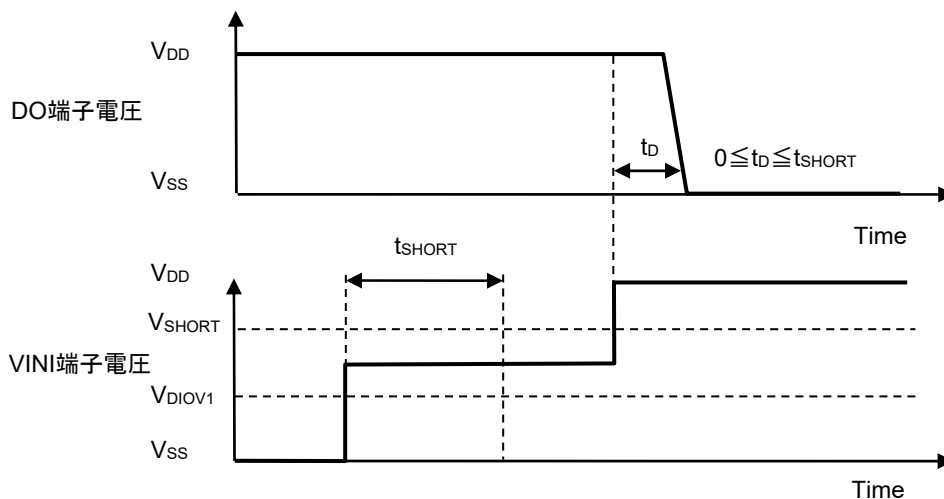 VDD
DO端子電圧
tD
0≦tD≦tSHORT
VSS
Time
tSHORT
VDD
VSHORT
VINI端子電圧
VDIOV1
VSS
Time